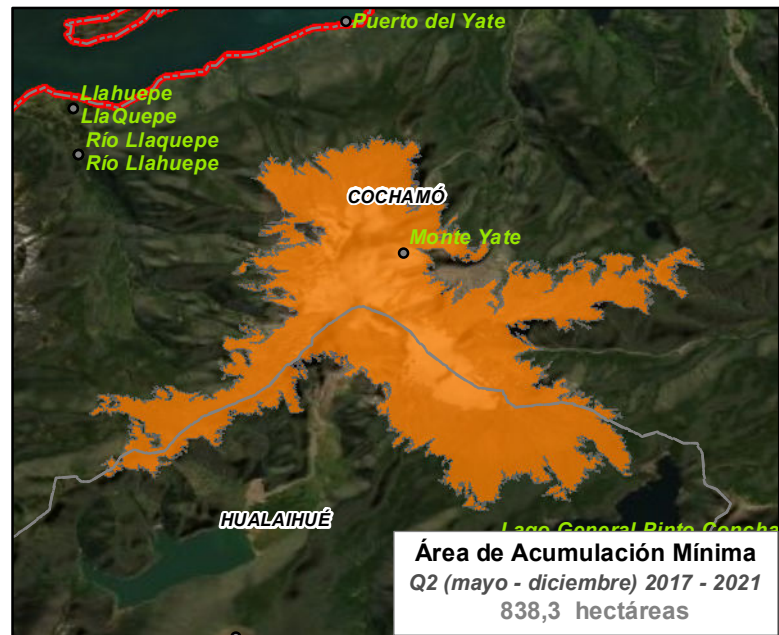 Puerto del Yate
Llahuepe
LlaQuepe
Río Llaquepe
Río Llahuepe
COCHAMÓ
Monte Yate
HUALAIHUÉ
Lago General Pinto Concha
Área de Acumulación Mínima
Q2 (mayo - diciembre) 2017 - 2021
838,3 hectáreas